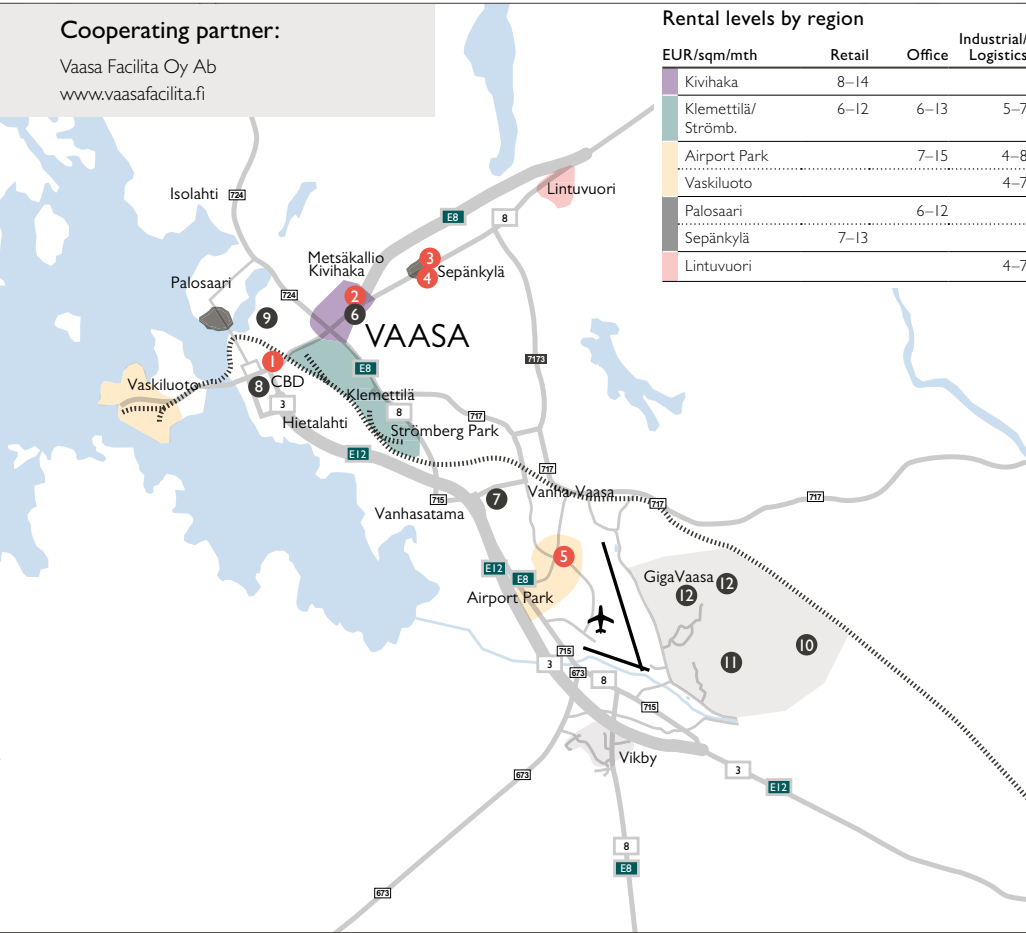 Cooperating partner:
Vaasa Facilita Oy Ab
www.vaasafacilita.fi
Rental levels by region
EUR/sqm/mth Retail Office Industrial/
Logistics
Kivihaka 8–14
Klemettilä/ 6–12 6–13 5–7
Strömb.
Airport Park 7–15 4–8
Vaskiluoto 4–7
Palosaari 6–12
Sepänkylä 7–13
Lintuvuori 4–7
Isolahti 724
Lintuvuori
E8 8
Metsäkallio
Kivihaka
3
Sepänkylä
4
Palosaari
724
2
9
6
VAASA
7173
1
E8
Vaskiluoto
8 CBD
Klemettilä
3
8
717
Hietalahti
Strömberg Park
E12
717
Vanha-Vaasa
715
7
717
717
Vanhasatama
5
E12
E8
GigaVaasa
12
12
Airport Park
10
715
3
11
673
8
715
Vikby
3
673
E12
8
E8
673